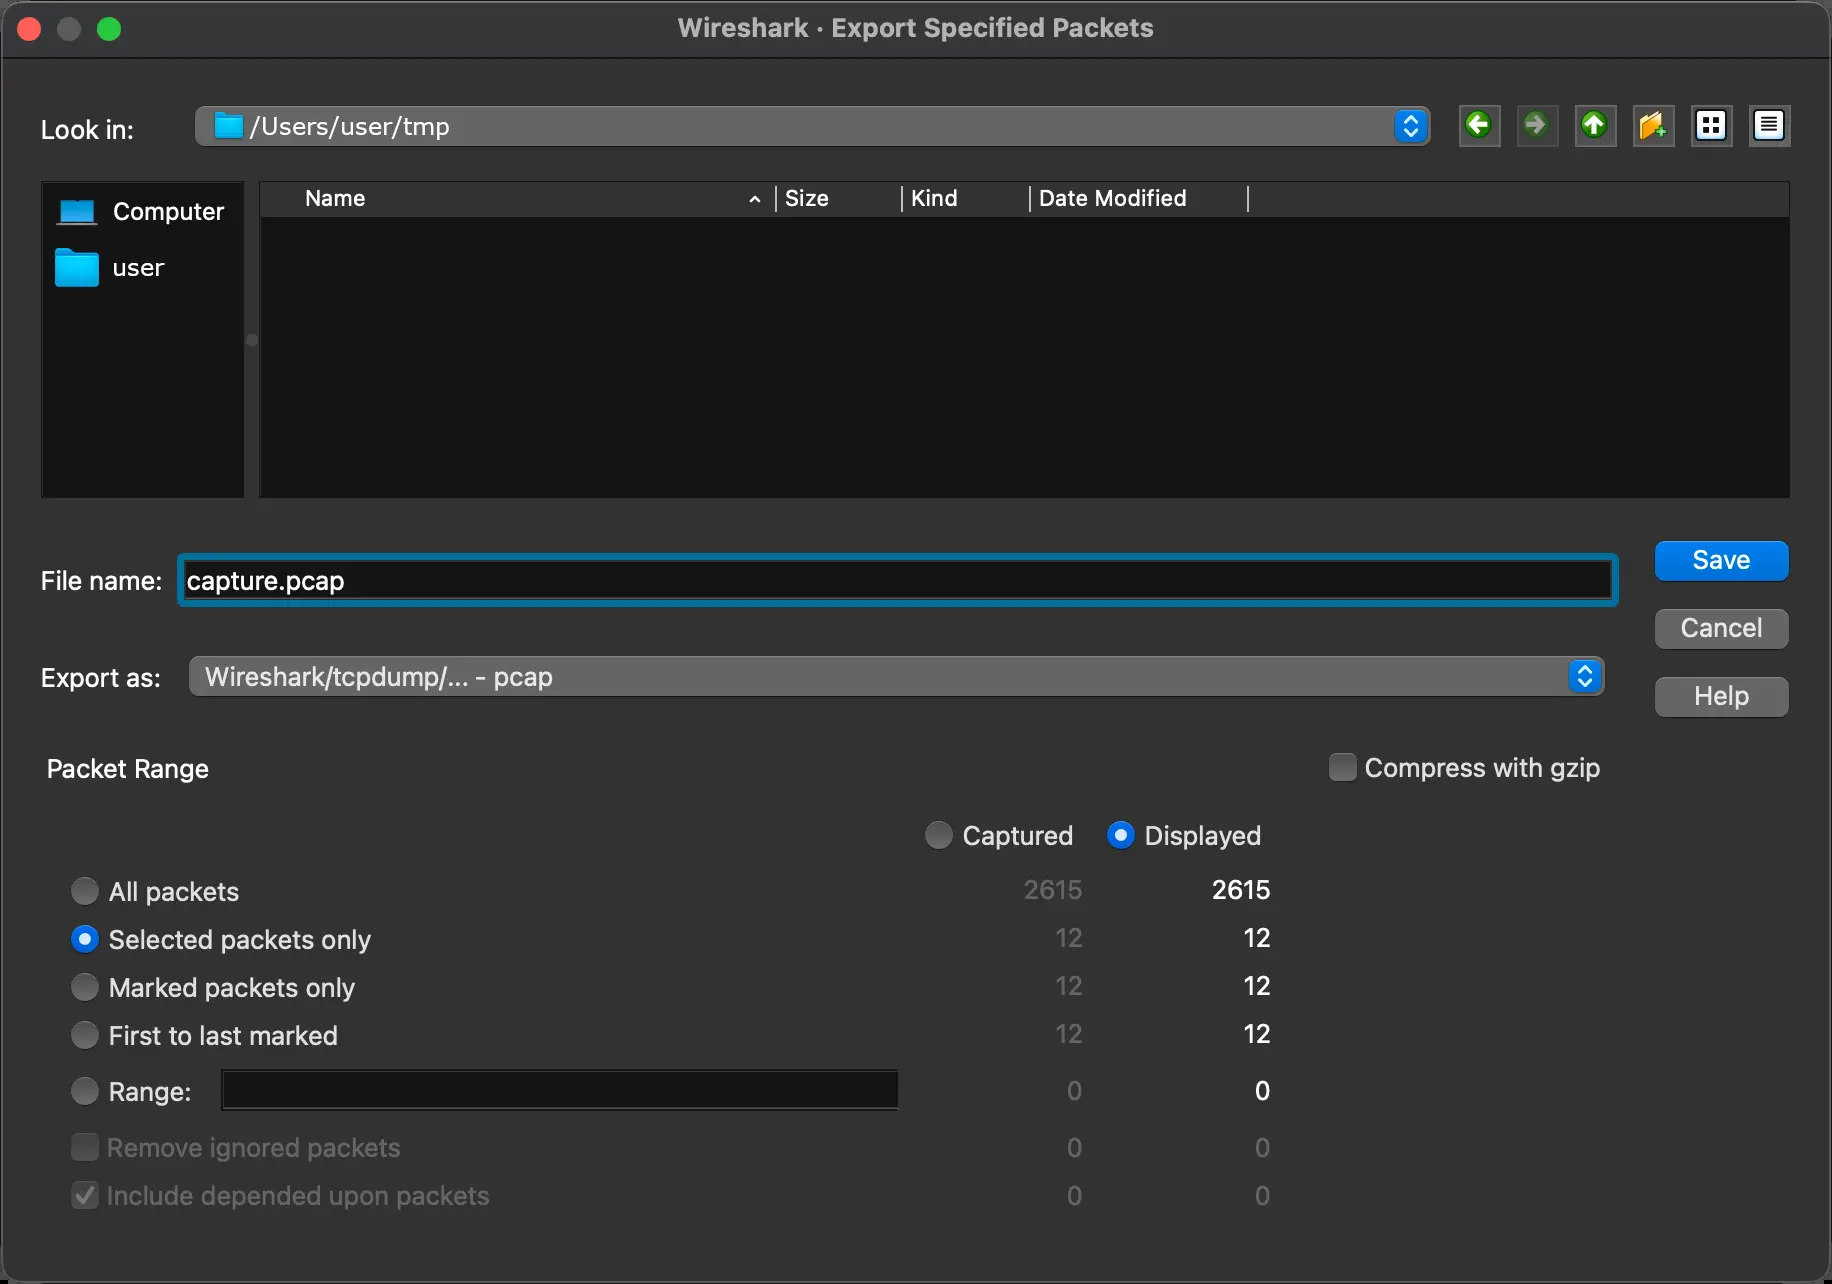 Wireshark · Export Specified Packets
Look in: /Users/user/tmp
Computer
user
Name Size Kind Date Modified
File name: capture.pcap
Save
Cancel
Export as: Wireshark/tcpdump/... - pcap
Help
Packet Range
Compress with gzip
Captured Displayed
All packets 2615 2615
Selected packets only 12 12
Marked packets only 12 12
First to last marked 12 12
Range: 0 0
Remove ignored packets 0 0
Include depended upon packets 0 0